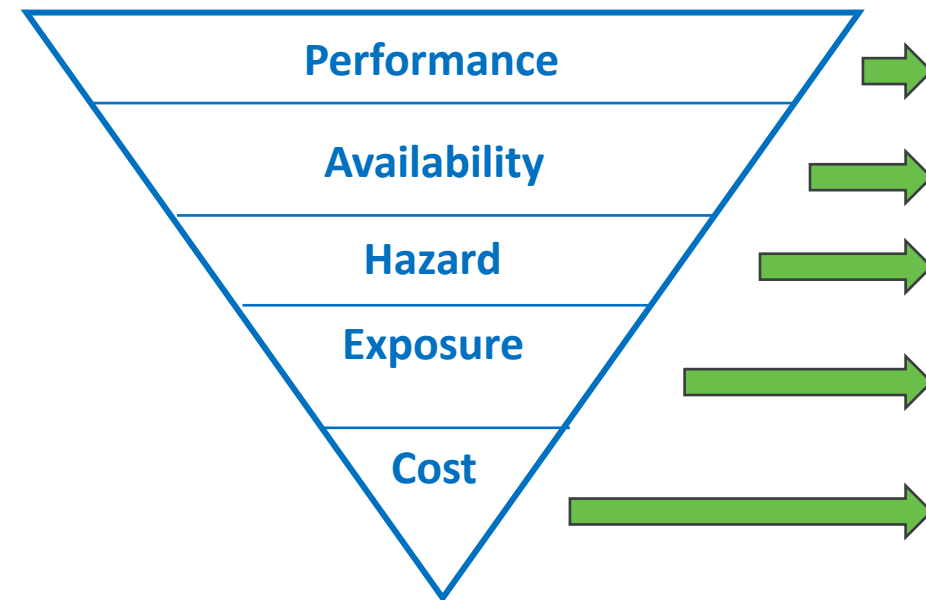 Performance
Availability
Hazard
Exposure
Cost